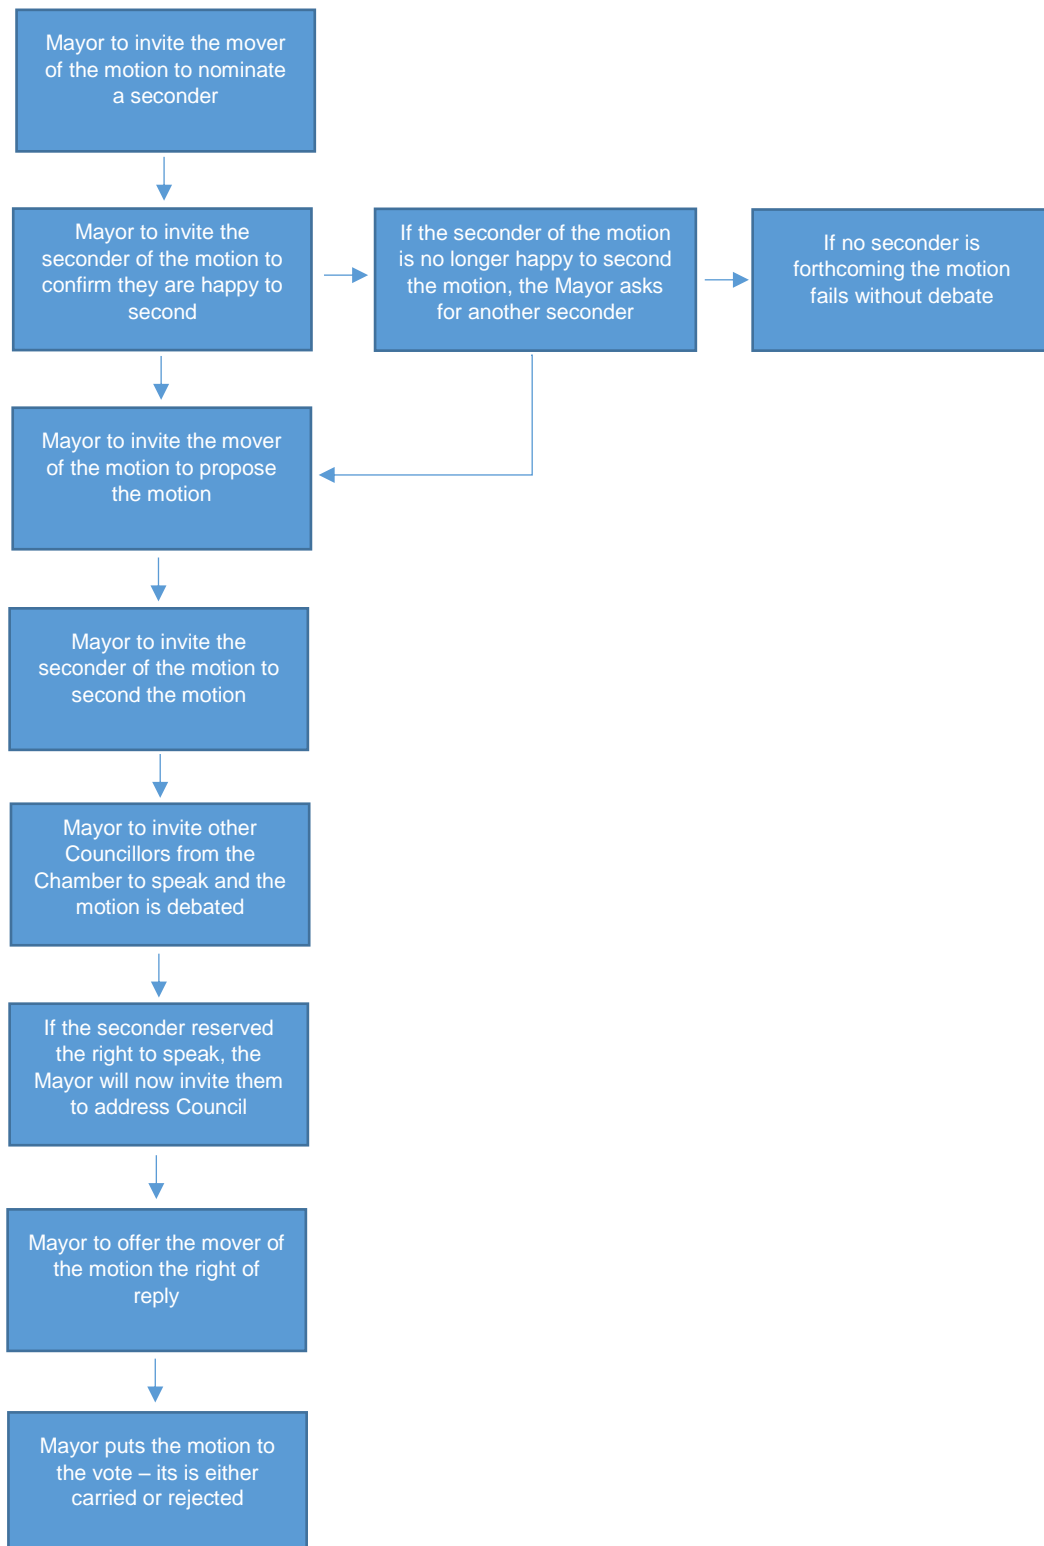 Mayor to invite the mover
of the motion to nominate
a seconder
Mayor to invite the
seconder of the motion to
confirm they are happy to
second
If the seconder of the motion
is no longer happy to second
the motion, the Mayor asks
for another seconder
If no seconder is
forthcoming the motion
fails without debate
Mayor to invite the mover
of the motion to propose
the motion
Mayor to invite the
seconder of the motion to
second the motion
Mayor to invite other
Councillors from the
Chamber to speak and the
motion is debated
If the seconder reserved
the right to speak, the
Mayor will now invite them
to address Council
Mayor to offer the mover of
the motion the right of
reply
Mayor puts the motion to
the vote – its is either
carried or rejected